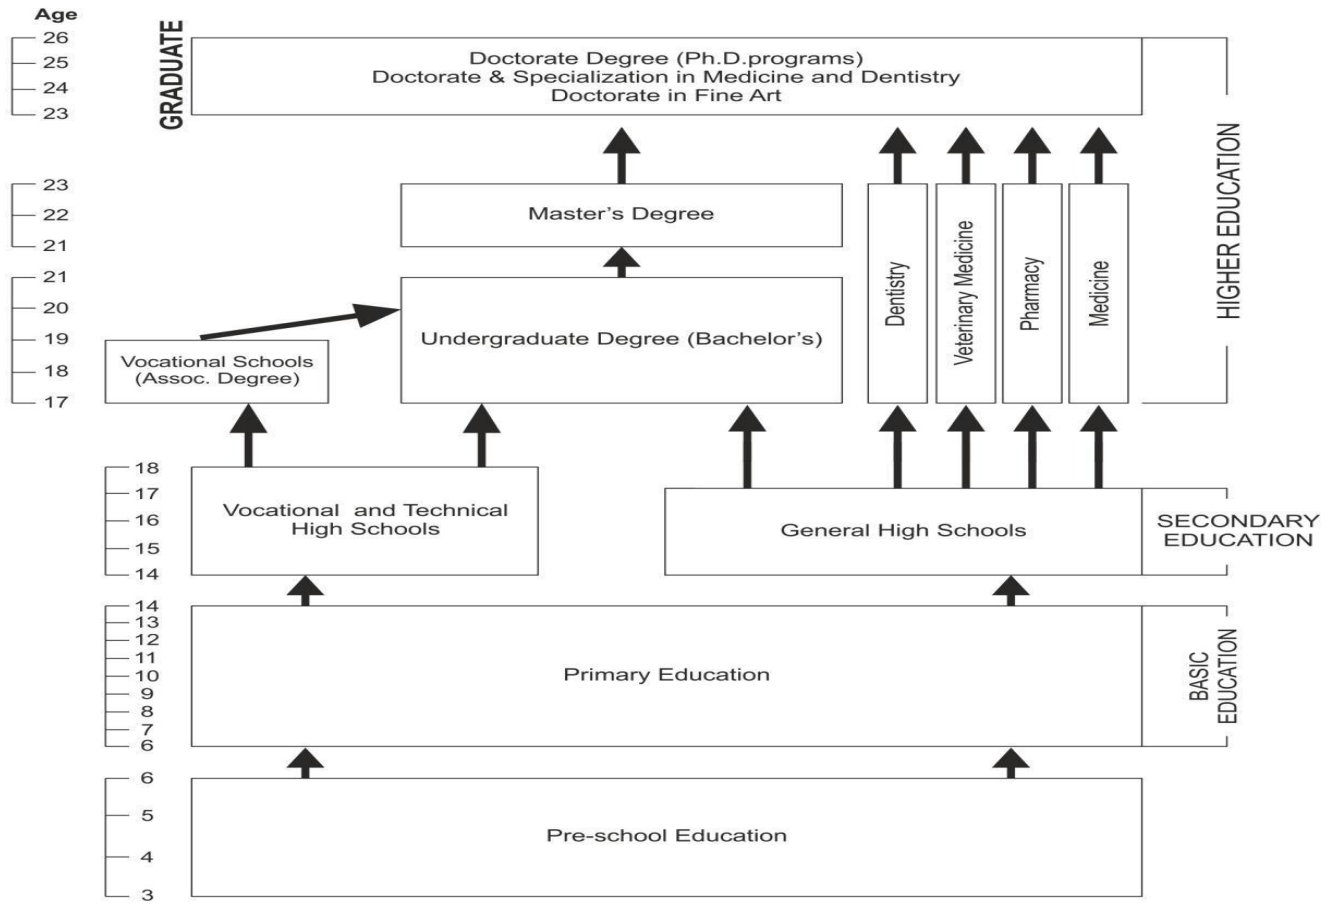 Age
26
25
24
23
GRADUATE
Doctorate Degree (Ph.D.programs)
Doctorate & Specialization in Medicine and Dentistry
Doctorate in Fine Art
HIGHER EDUCATION
23
22
21
Master's Degree
Dentistry
Veterinary Medicine
Pharmacy
Medicine
21
20
19
18
17
Vocational Schools
(Assoc. Degree)
Undergraduate Degree (Bachelor's)
18
17
16
15
14
Vocational and Technical
High Schools
General High Schools
SECONDARY
EDUCATION
14
13
12
11
10
9
8
7
6
Primary Education
BASIC
EDUCATION
6
5
4
3
Pre-school Education